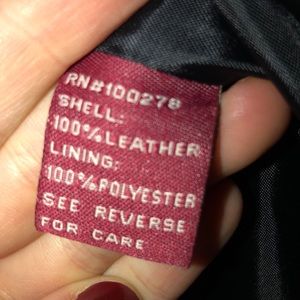 RN#100278
SHELL:
100%LEATHER
LINING:
100%POLYESTER
SEE REVERSE
FOR CARE